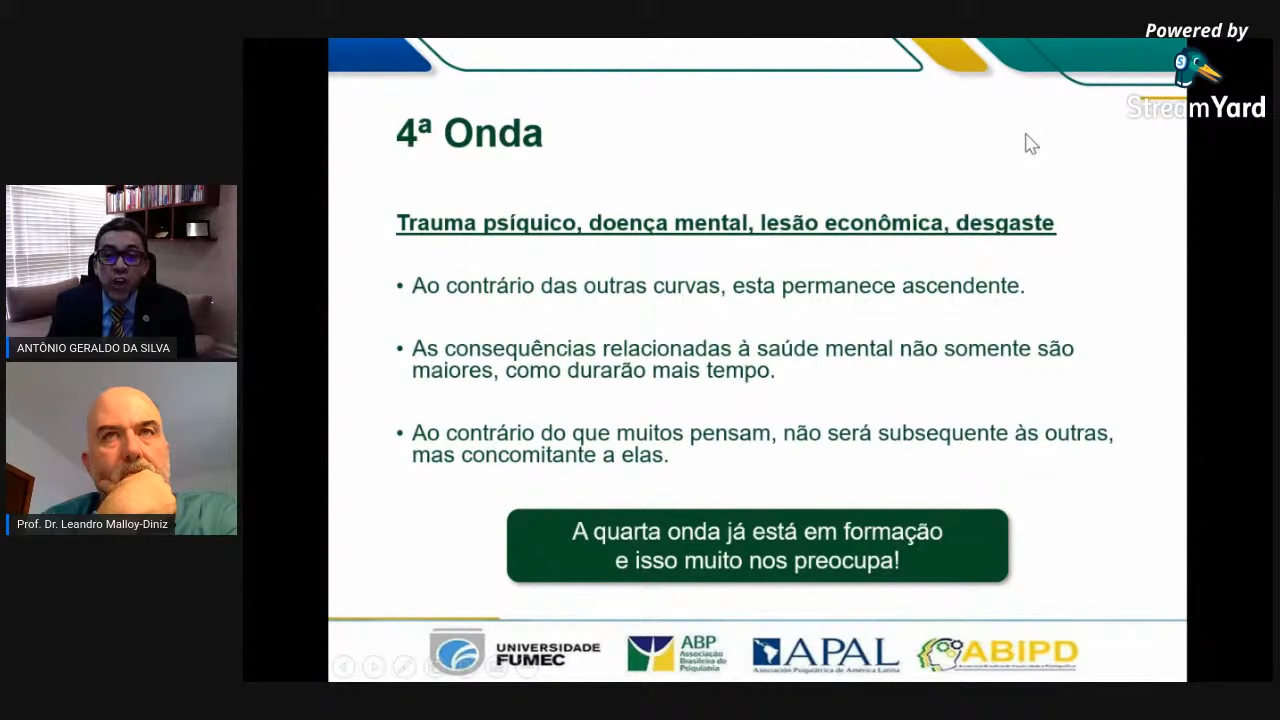 Powered by
StreamYard
4ª Onda
Trauma psíquico, doença mental, lesão econômica, desgaste
• Ao contrário das outras curvas, esta permanece ascendente.
• As consequências relacionadas à saúde mental não somente são
maiores, como durarão mais tempo.
• Ao contrário do que muitos pensam, não será subsequente às outras,
mas concomitante a elas.
A quarta onda já está em formação
e isso muito nos preocupa!
ANTÔNIO GERALDO DA SILVA
Prof. Dr. Leandro Malloy-Diniz
UNIVERSIDADE
FUMEC
ABP
Associação
Brasileira de
Psiquiatria
APAL
Asociación Psiquiátrica de América Latina
ABIPD